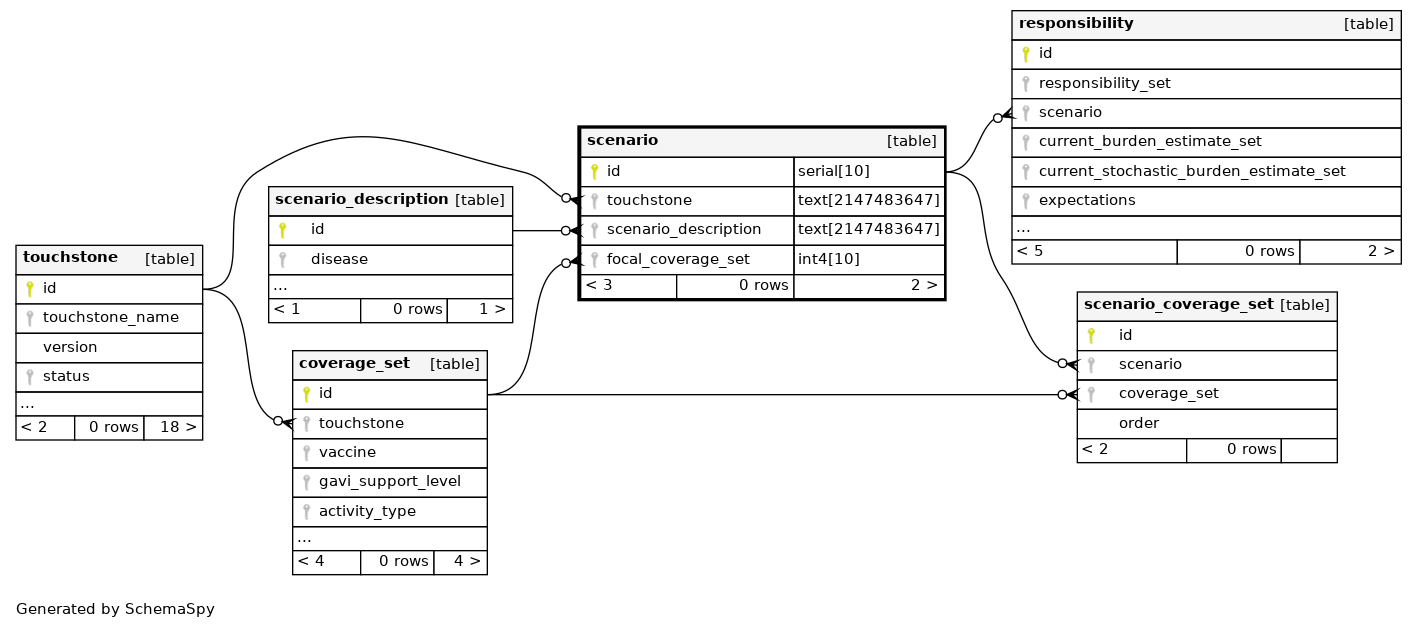 responsibility [table]
id
responsibility_set
scenario
current_burden_estimate_set
current_stochastic_burden_estimate_set
expectations
...
< 5 0 rows 2 >
scenario [table]
id serial[10]
touchstone text[2147483647]
scenario_description text[2147483647]
focal_coverage_set int4[10]
< 3 0 rows 2 >
scenario_description [table]
id
disease
...
< 1 0 rows 1 >
touchstone [table]
id
touchstone_name
version
status
...
< 2 0 rows 18 >
coverage_set [table]
id
touchstone
vaccine
gavi_support_level
activity_type
...
< 4 0 rows 4 >
scenario_coverage_set [table]
id
scenario
coverage_set
order
< 2 0 rows
Generated by SchemaSpy